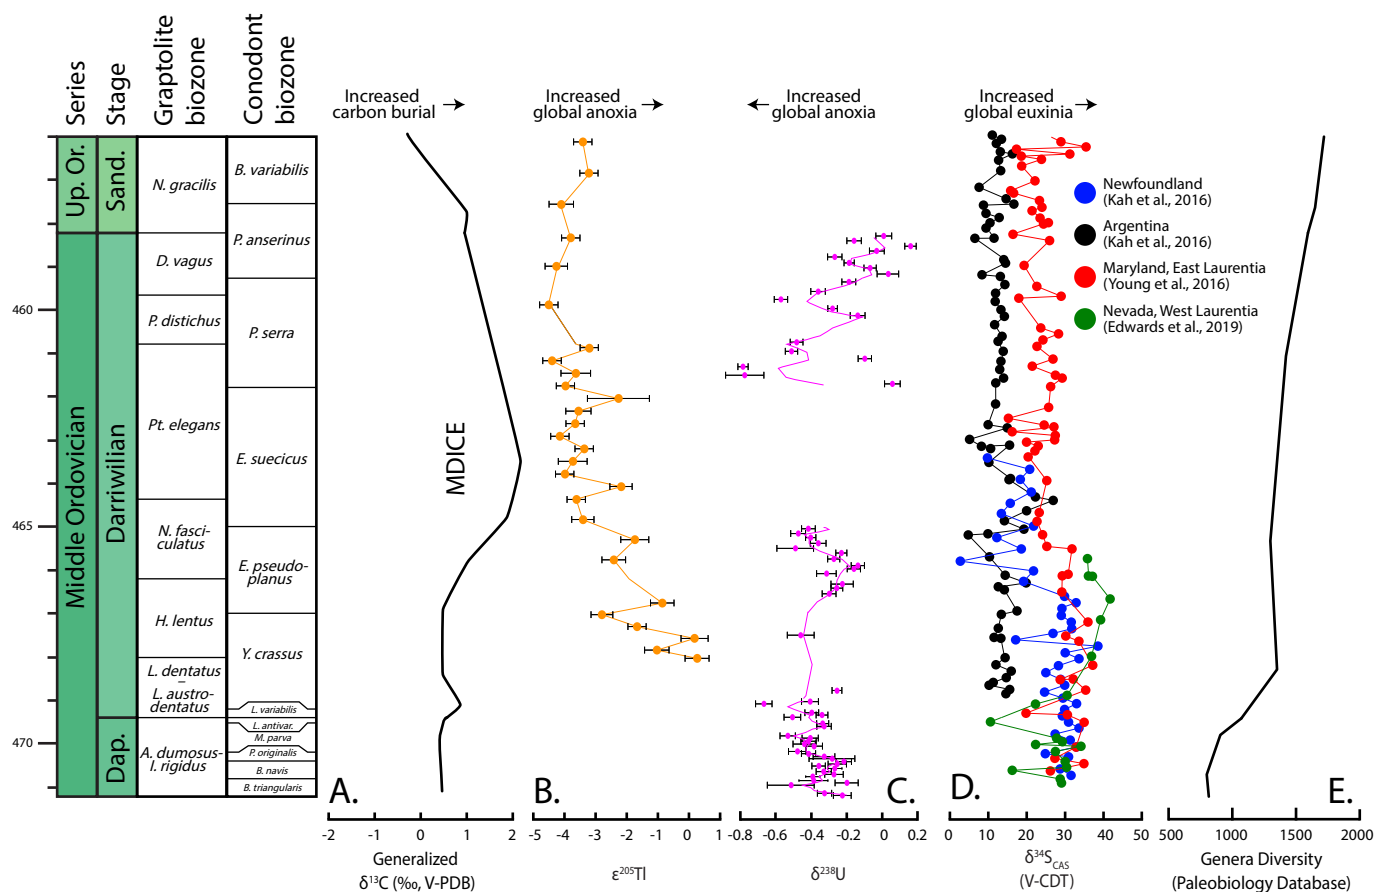 Series
Stage
Graptolite
biozone
Conodont
biozone
Increased
carbon burial
Increased
global anoxia
Increased
global anoxia
Increased
global euxinia
Up. Or.
Sand.
Middle Ordovician
Darriwilian
Dap.
N. gracilis
D. vagus
P. distichus
Pt. elegans
N. fasci-
culatus
H. lentus
L. dentatus
–
L. austro-
dentatus
A. dumosus-
I. rigidus
B. variabilis
P. anserinus
P. serra
E. suecicus
E. pseudo-
planus
Y. crassus
L. variabilis
L. antivar.
M. parva
P. originalis
B. navis
B. triangularis
460
465
470
MDICE
Newfoundland
(Kah et al., 2016)
Argentina
(Kah et al., 2016)
Maryland, East Laurentia
(Young et al., 2016)
Nevada, West Laurentia
(Edwards et al., 2019)
A.
B.
C.
D.
E.
-2 -1 0 1 2
-5 -4 -3 -2 -1 0 1
-0.8 -0.6 -0.4 -0.2 0 0.2
0 10 20 30 40 50
500 1000 1500 2000
Generalized
δ¹³C (‰, V-PDB)
ε²⁰⁵Tl
δ²³⁸U
δ³⁴S_CAS
(V-CDT)
Genera Diversity
(Paleobiology Database)